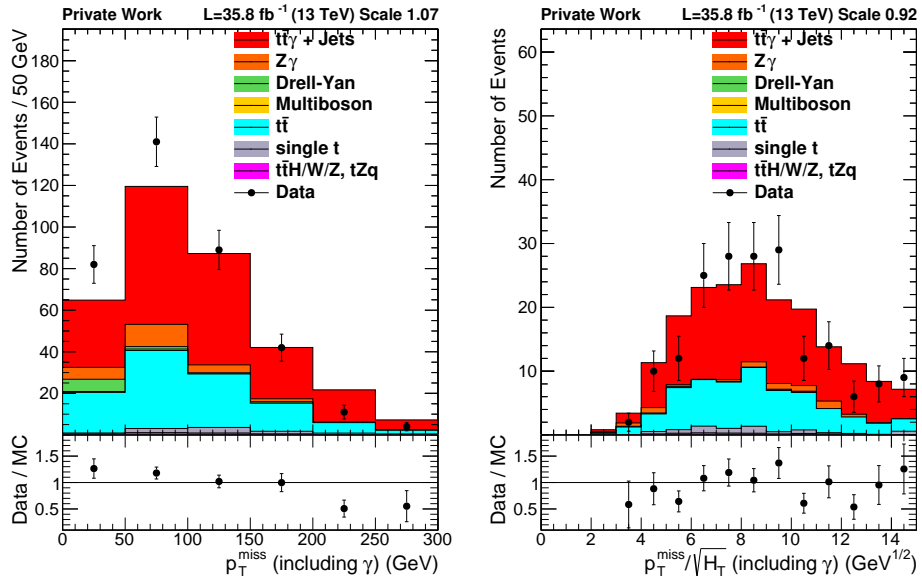 Private Work
L=35.8 fb⁻¹ (13 TeV) Scale 1.07
Number of Events / 50 GeV
180
160
140
120
100
80
60
40
20
tt̄γ + Jets
Zγ
Drell-Yan
Multiboson
tt̄
single t
tt̄H/W/Z, tZq
Data
Data / MC
1.5
1
0.5
0 50 100 150 200 250 300
p_T^miss (including γ) (GeV)
Private Work
L=35.8 fb⁻¹ (13 TeV) Scale 0.92
Number of Events
60
50
40
30
20
10
0
tt̄γ + Jets
Zγ
Drell-Yan
Multiboson
tt̄
single t
tt̄H/W/Z, tZq
Data
Data / MC
1.5
1
0.5
0 2 4 6 8 10 12 14
p_T^miss/√H_T (including γ) (GeV^1/2)